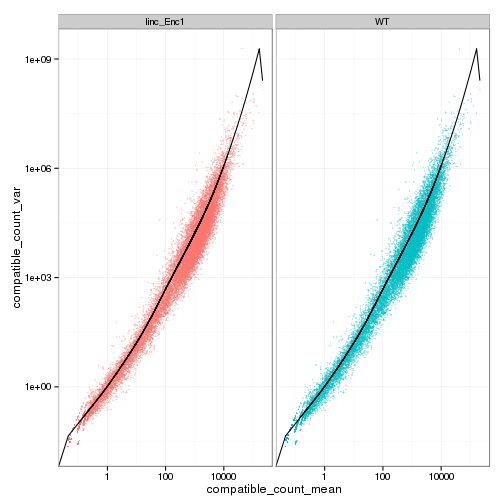 linc_Enc1
WT
1e+09
1e+06
1e+03
1e+00
compatible_count_var
1
100
10000
1
100
10000
compatible_count_mean